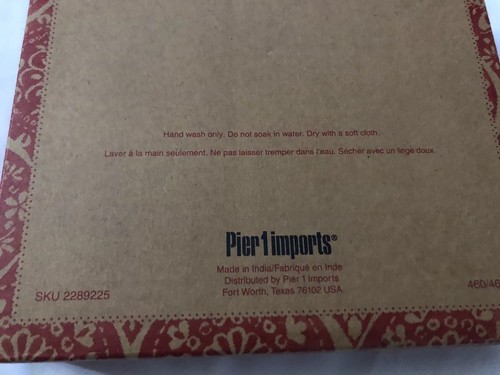 Hand wash only. Do not soak in water. Dry with a soft cloth.
Laver à la main seulement. Ne pas laisser tremper dans l'eau. Sécher avec un linge doux.
Pier 1 imports®
Made in India/Fabriqué en Inde
Distributed by Pier 1 Imports
Fort Worth, Texas 76102 USA
SKU 2289225